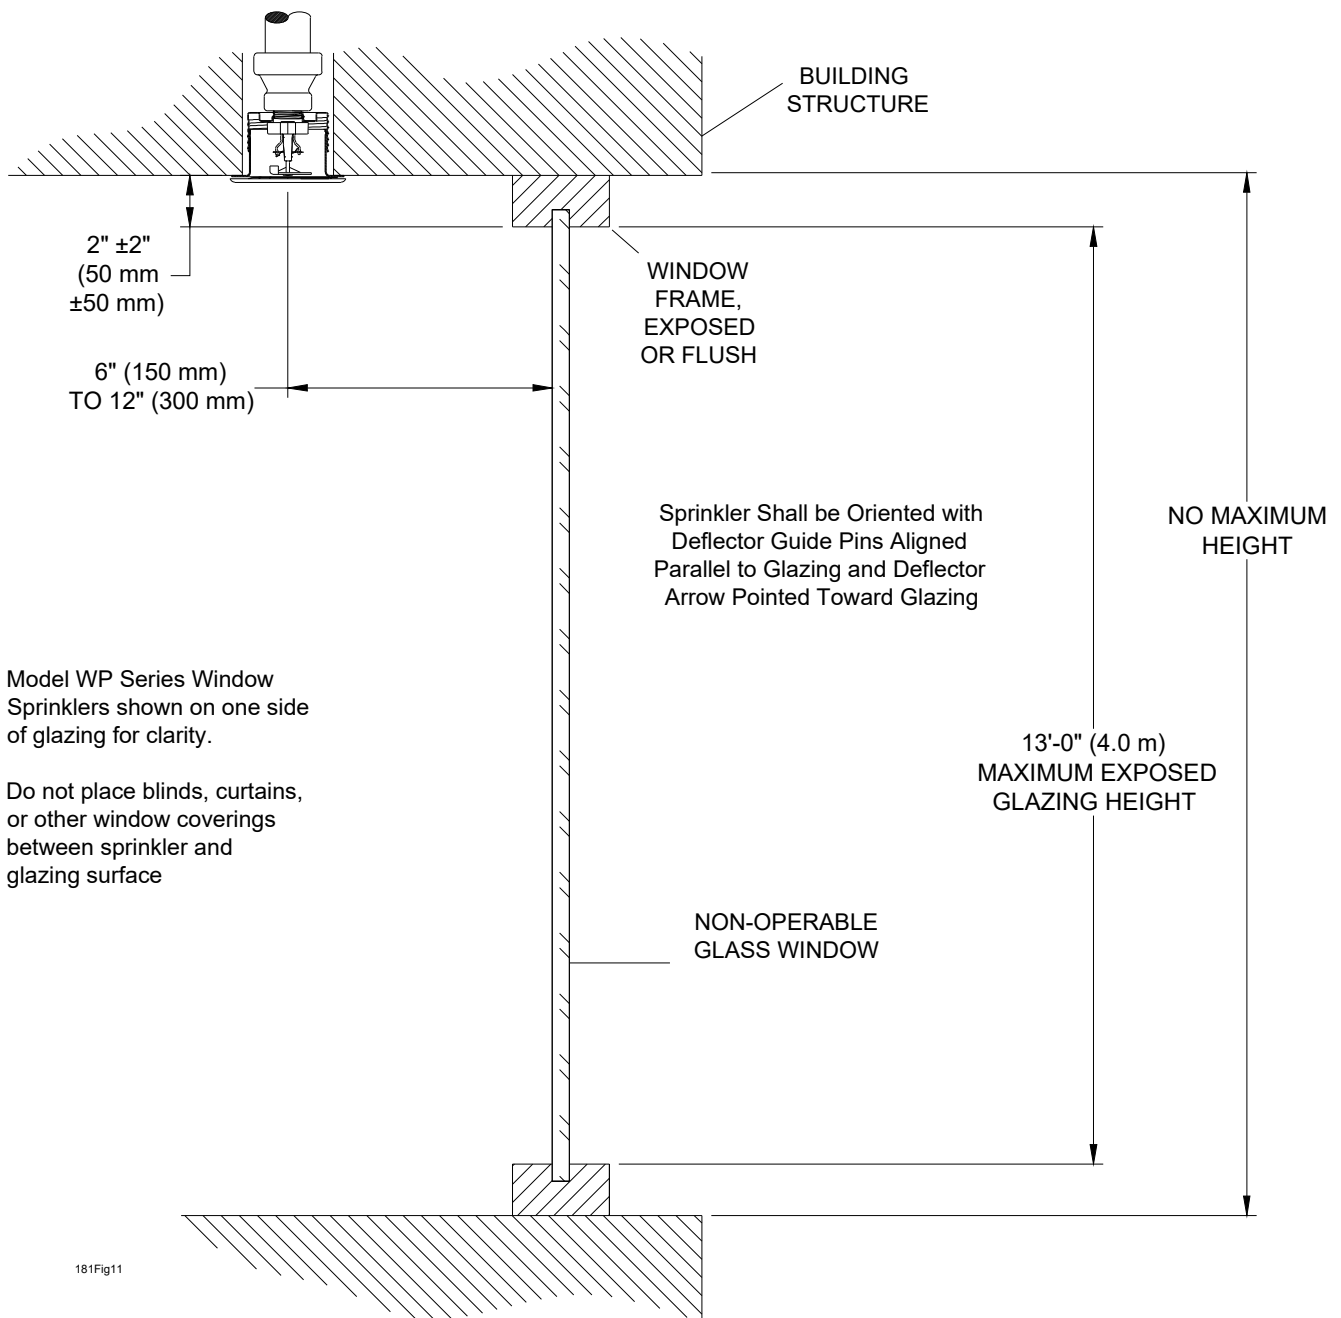 BUILDING
STRUCTURE
2" ±2"
(50 mm
±50 mm)
WINDOW
FRAME,
EXPOSED
OR FLUSH
6" (150 mm)
TO 12" (300 mm)
Sprinkler Shall be Oriented with
Deflector Guide Pins Aligned
Parallel to Glazing and Deflector
Arrow Pointed Toward Glazing
NO MAXIMUM
HEIGHT
Model WP Series Window
Sprinklers shown on one side
of glazing for clarity.
Do not place blinds, curtains,
or other window coverings
between sprinkler and
glazing surface
13'-0" (4.0 m)
MAXIMUM EXPOSED
GLAZING HEIGHT
NON-OPERABLE
GLASS WINDOW
181Fig11